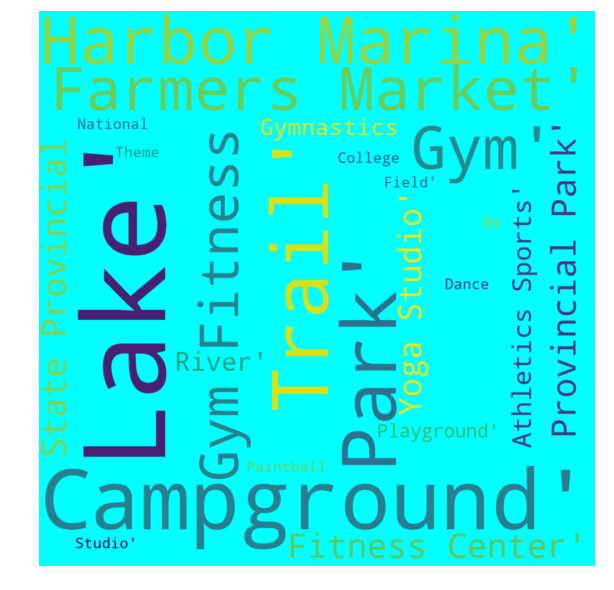 Harbor Marina'
Farmers Market'
National
Gymnastics
Gym'
Theme
College
Field'
State Provincial
Lake'
Gym Fitness
Trail'
Park'
Yoga Studio'
RV
Athletics Sports'
Provincial Park'
Dance
River'
Playground'
Paintball
Campground'
Studio'
Fitness Center'